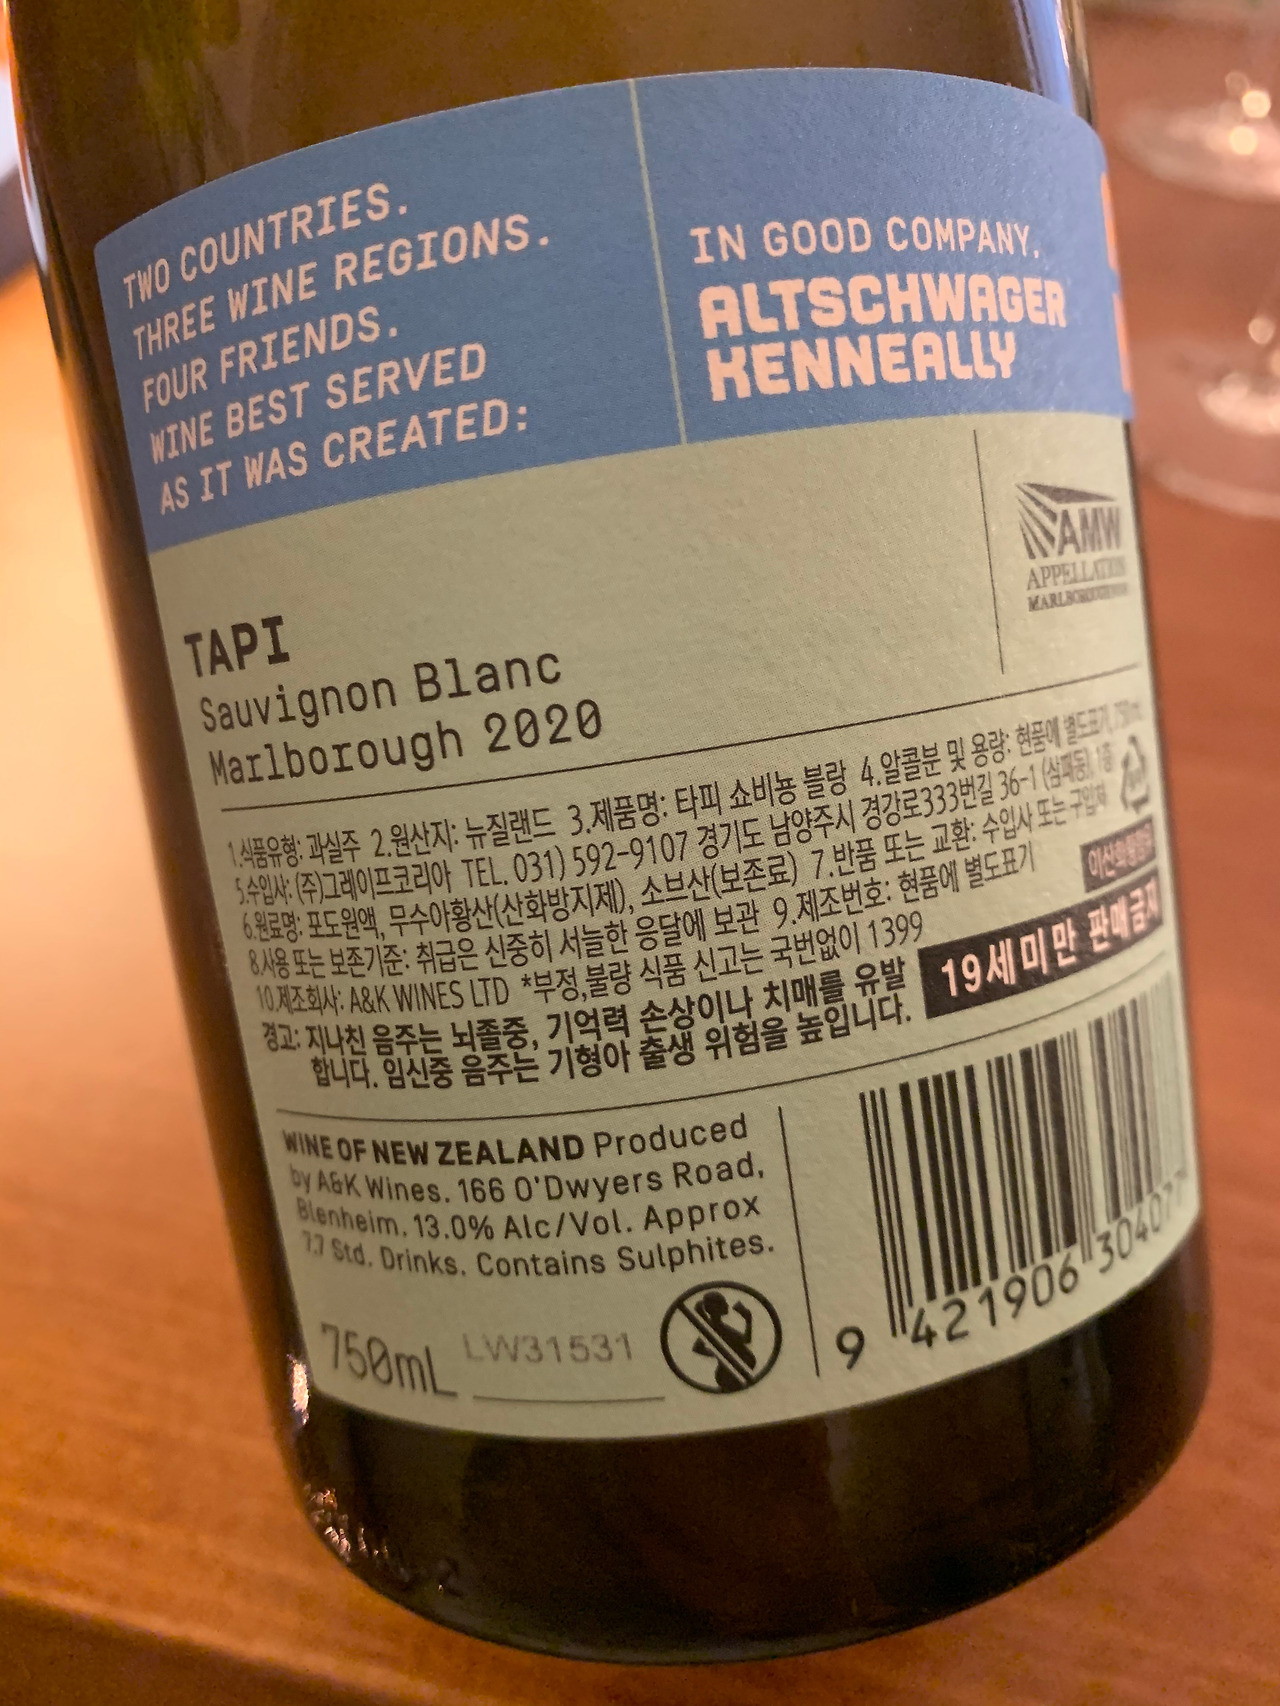 TWO COUNTRIES.
THREE WINE REGIONS.
FOUR FRIENDS.
WINE BEST SERVED
AS IT WAS CREATED:
IN GOOD COMPANY.
ALTSCHWAGER
KENNEALLY
AMW
APPELLATION
TAPI
Sauvignon Blanc
Marlborough 2020
1.식품유형: 과실주 2.원산지: 뉴질랜드 3.제품명: 타피 쇼비뇽 블랑 4.알콜분 및 용량: 현품에 별도표기, 750mL
5.수입사: (주)그레이프코리아 TEL. 031) 592-9107 경기도 남양주시 경강로333번길 36-1 (삼패동), 1층
6.원료명: 포도원액, 무수아황산(산화방지제), 소브산(보존료) 7.반품 또는 교환: 수입사 또는 구입처
8.사용 또는 보존기준: 취급은 신중히 서늘한 응달에 보관 9.제조번호: 현품에 별도표기
10.제조회사: A&K WINES LTD *부정,불량 식품 신고는 국번없이 1399
경고: 지나친 음주는 뇌졸중, 기억력 손상이나 치매를 유발
합니다. 임신중 음주는 기형아 출생 위험을 높입니다.
19세미만 판매금지
WINE OF NEW ZEALAND Produced
by A&K Wines. 166 O'Dwyers Road,
Blenheim. 13.0% Alc/Vol. Approx
7.7 Std. Drinks. Contains Sulphites.
750mL LW31531
9 421906 304077